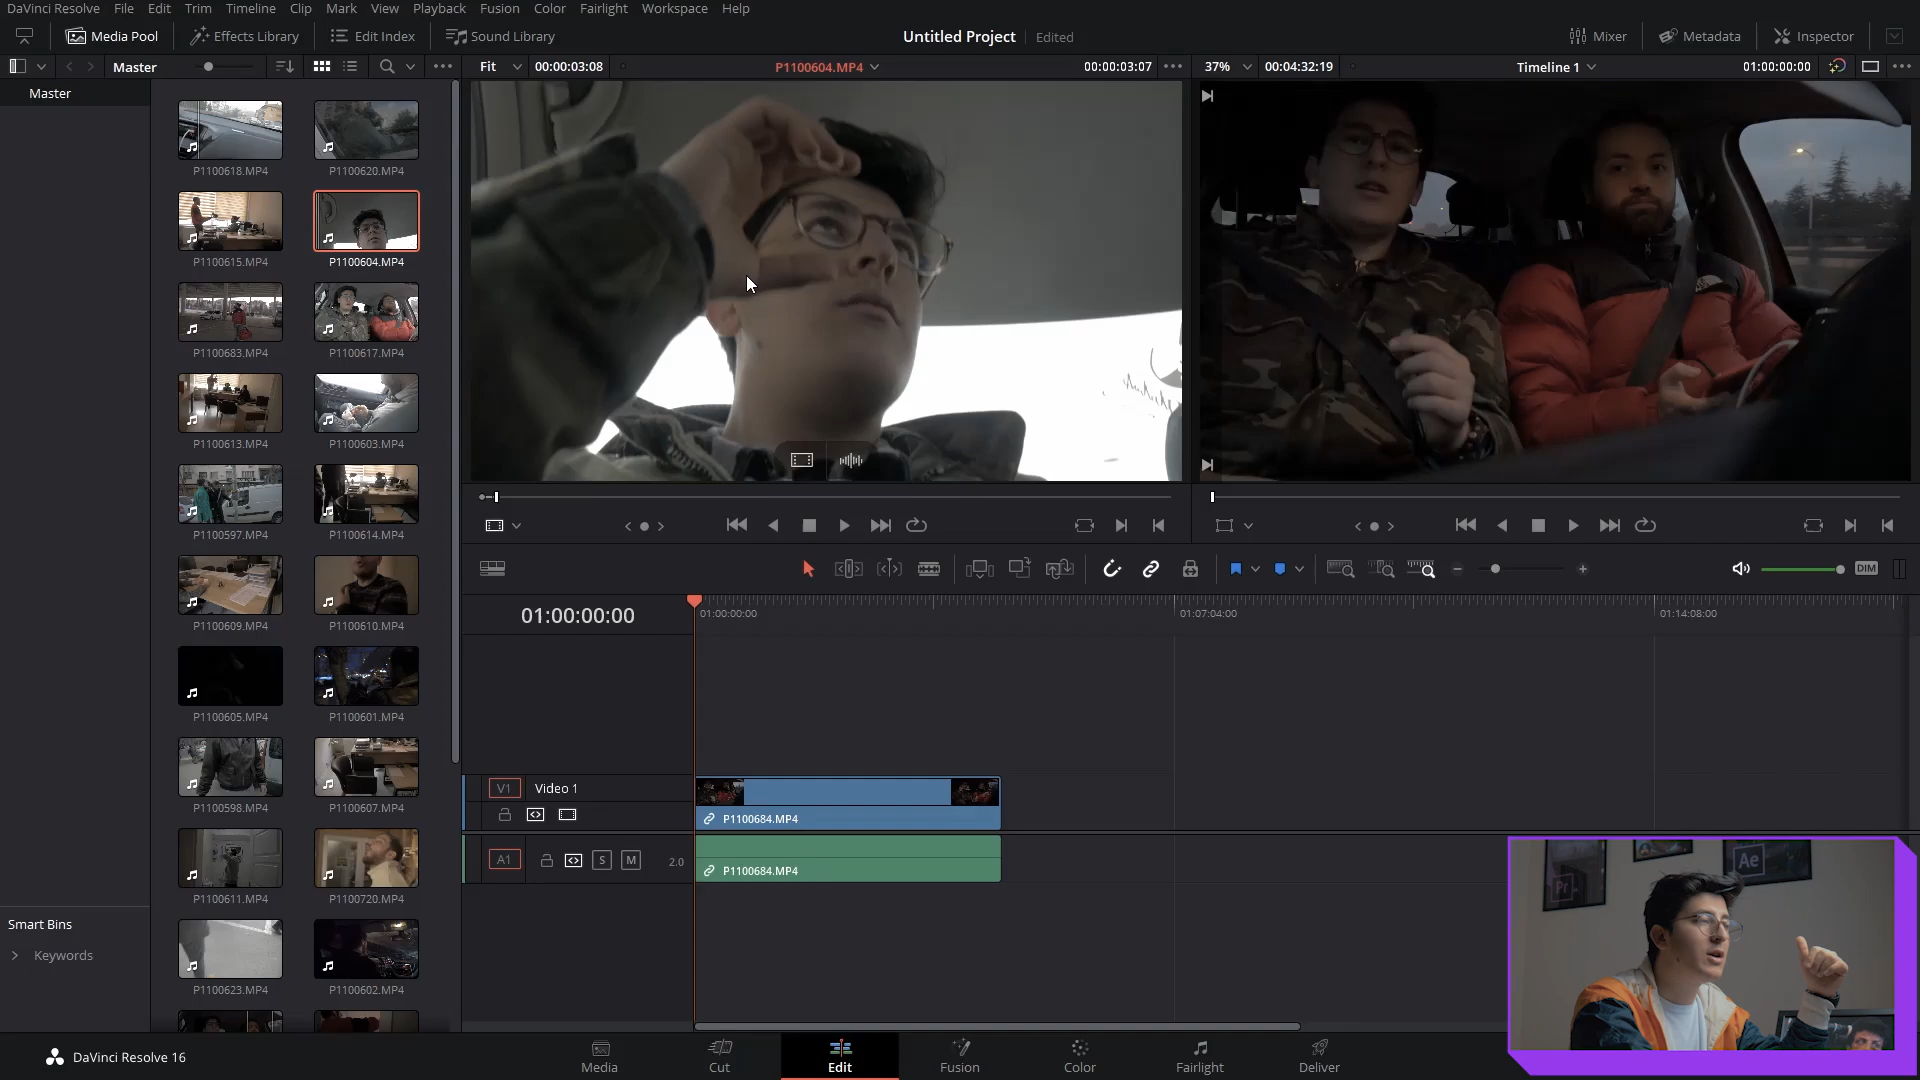 DaVinci Resolve File Edit Trim Timeline Clip Mark View Playback Fusion Color Fairlight Workspace Help
Media Pool Effects Library Edit Index Sound Library Untitled Project Edited Mixer Metadata Inspector
Master Fit 00:00:03:08 P1100604.MP4 00:00:03:07 37% 00:04:32:19 Timeline 1 01:00:00:00
Master
P1100618.MP4 P1100620.MP4
P1100615.MP4 P1100604.MP4
P1100683.MP4 P1100617.MP4
P1100613.MP4 P1100603.MP4
P1100597.MP4 P1100614.MP4
P1100609.MP4 P1100610.MP4
P1100605.MP4 P1100601.MP4
P1100598.MP4 P1100607.MP4
P1100611.MP4 P1100720.MP4
P1100623.MP4 P1100602.MP4
Smart Bins
Keywords
DIM
01:00:00:00 01:00:00:00 01:07:04:00 01:14:08:00
V1 Video 1
P1100684.MP4
A1 S M 2.0
P1100684.MP4
Pr Ae
DaVinci Resolve 16
Media Cut Edit Fusion Color Fairlight Deliver